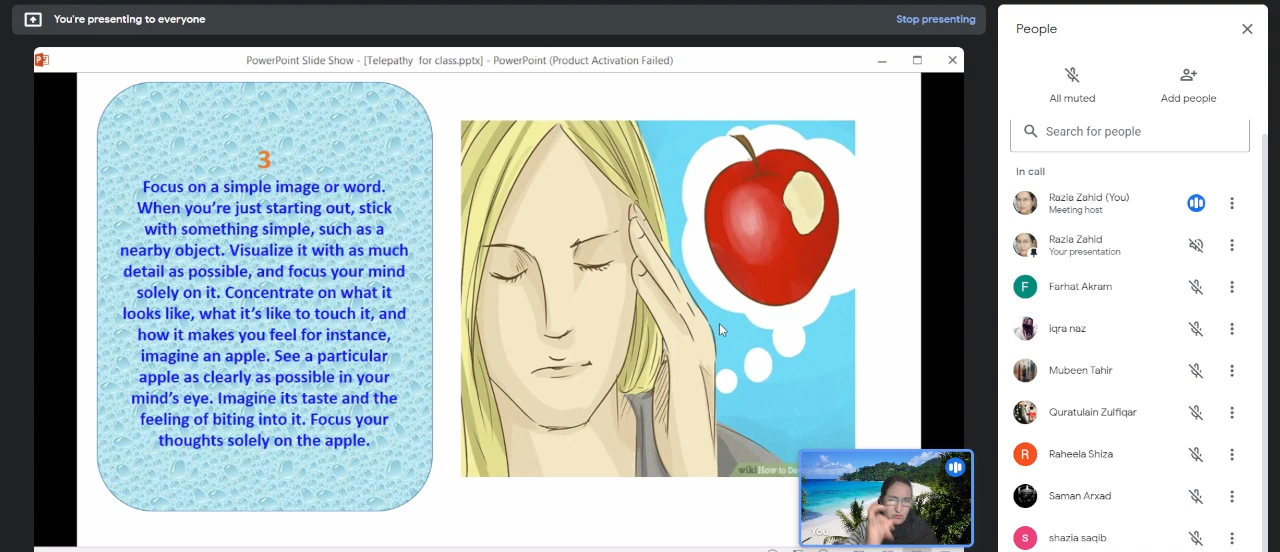 You're presenting to everyone
Stop presenting
PowerPoint Slide Show - [Telepathy for class.pptx] - PowerPoint (Product Activation Failed)
3
Focus on a simple image or word.
When you're just starting out, stick
with something simple, such as a
nearby object. Visualize it with as much
detail as possible, and focus your mind
solely on it. Concentrate on what it
looks like, what it's like to touch it, and
how it makes you feel for instance,
imagine an apple. See a particular
apple as clearly as possible in your
mind's eye. Imagine its taste and the
feeling of biting into it. Focus your
thoughts solely on the apple.
wikiHow to De
You
People
All muted
Add people
Search for people
In call
Razia Zahid (You)
Meeting host
Razia Zahid
Your presentation
F
Farhat Akram
iqra naz
Mubeen Tahir
Quratulain Zulfiqar
R
Raheela Shiza
Saman Arxad
s
shazia saqib